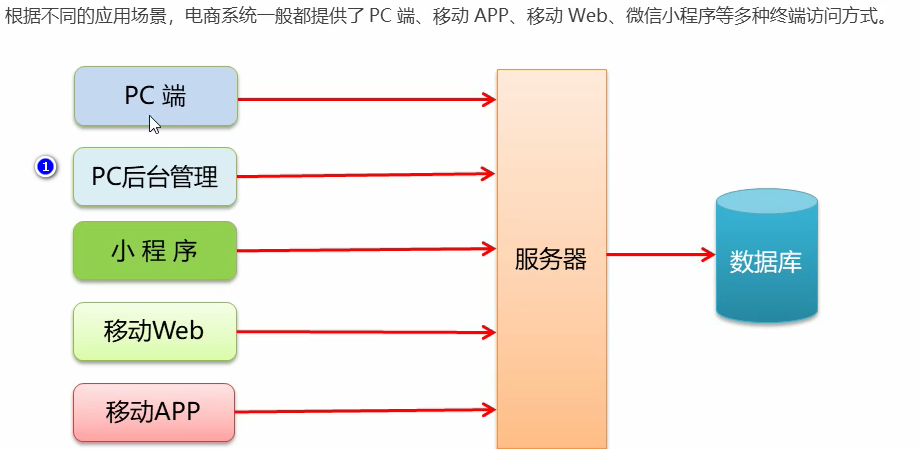 根据不同的应用场景，电商系统一般都提供了 PC 端、移动 APP、移动 Web、微信小程序等多种终端访问方式。
PC 端
1
PC后台管理
小 程 序
移动Web
移动APP
服务器
数据库